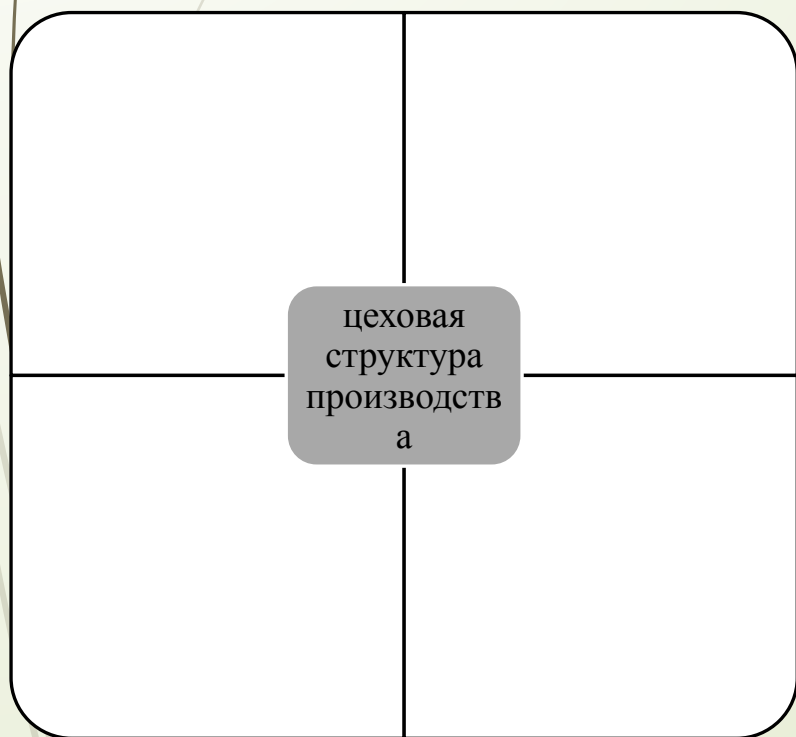 цеховая
структура
производств
а